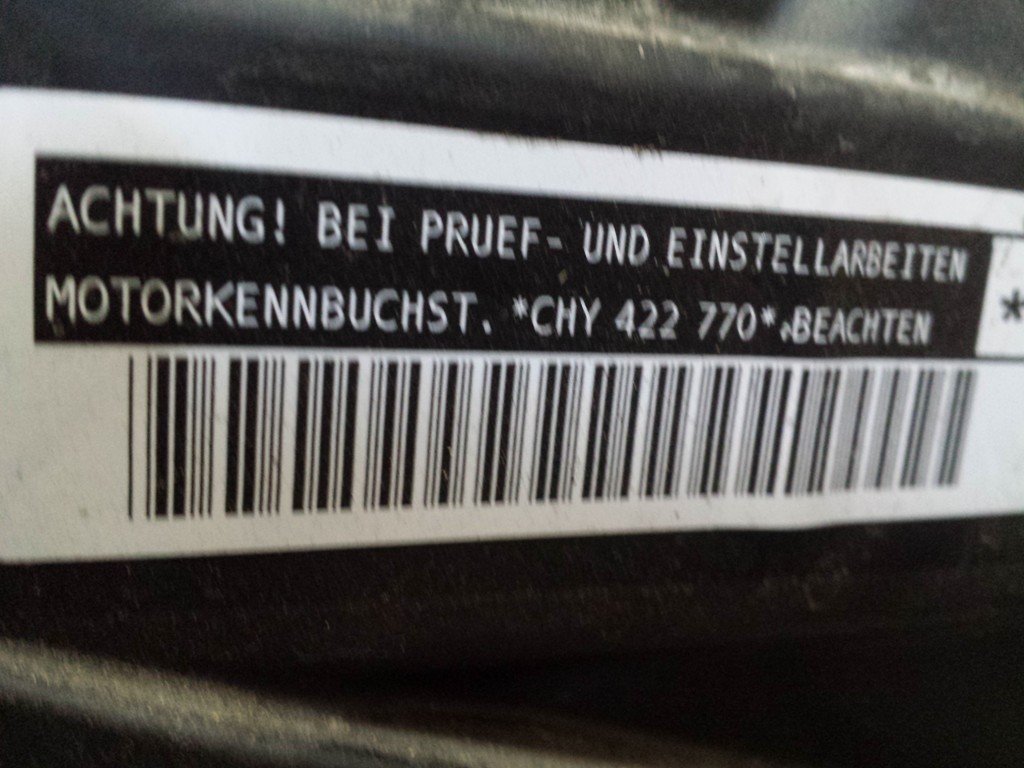 ACHTUNG! BEI PRUEF- UND EINSTELLARBEITEN
MOTORKENNBUCHST. *CHY 422 770*.BEACHTEN
*